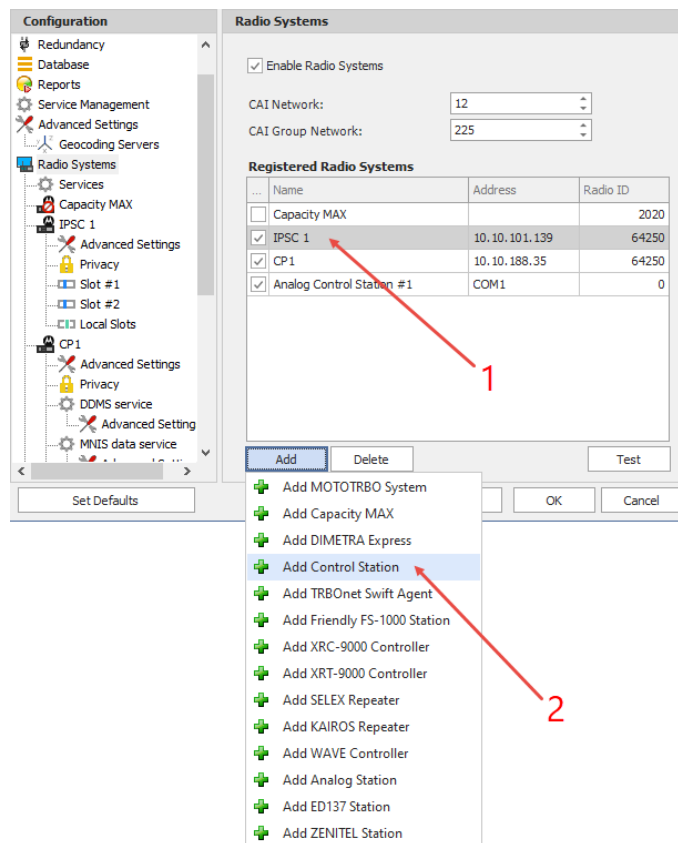 Configuration
Redundancy
Database
Reports
Service Management
Advanced Settings
Geocoding Servers
Radio Systems
Services
Capacity MAX
IPSC 1
Advanced Settings
Privacy
Slot #1
Slot #2
Local Slots
CP1
Advanced Settings
Privacy
DDMS service
Advanced Setting
MNIS data service
Set Defaults
Radio Systems
Enable Radio Systems
CAI Network: 12
CAI Group Network: 225
Registered Radio Systems
... Name Address Radio ID
Capacity MAX 2020
IPSC 1 10.10.101.139 64250
CP1 10.10.188.35 64250
Analog Control Station #1 COM1 0
1
Add Delete Test
OK Cancel
Add MOTOTRBO System
Add Capacity MAX
Add DIMETRA Express
Add Control Station
Add TRBOnet Swift Agent
Add Friendly FS-1000 Station
Add XRC-9000 Controller
Add XRT-9000 Controller
Add SELEX Repeater
2
Add KAIROS Repeater
Add WAVE Controller
Add Analog Station
Add ED137 Station
Add ZENITEL Station